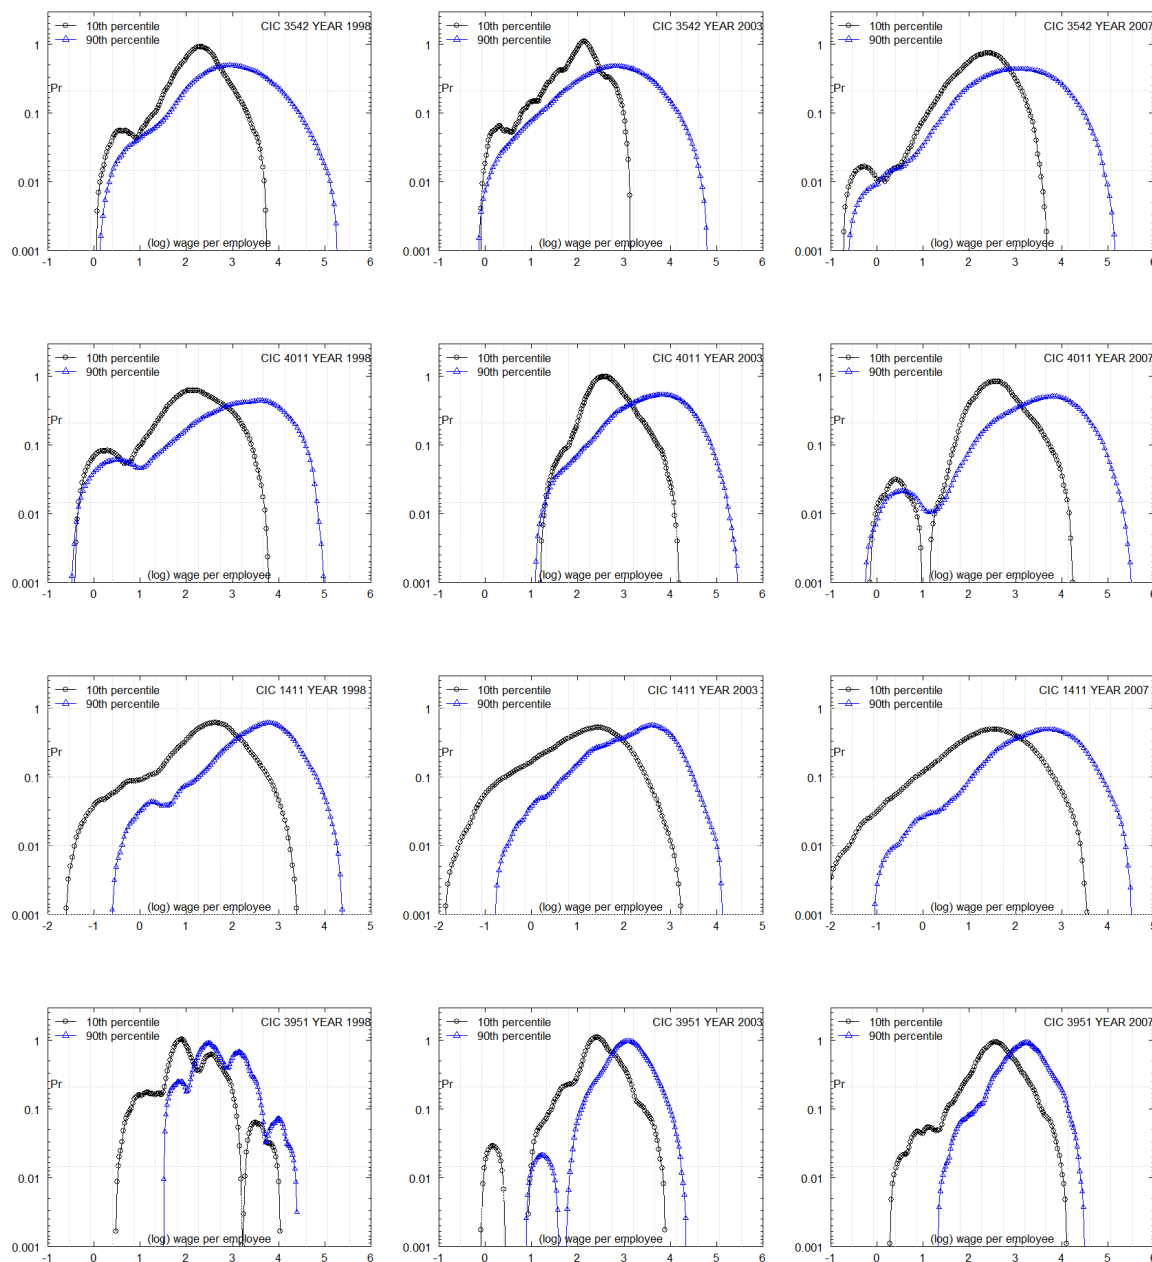 10th percentile CIC 3542 YEAR 1998
90th percentile
1
Pr
0.1
0.01
0.001
(log) wage per employee
-1 0 1 2 3 4 5 6
10th percentile CIC 3542 YEAR 2003
90th percentile
1
Pr
0.1
0.01
0.001
(log) wage per employee
-1 0 1 2 3 4 5 6
10th percentile CIC 3542 YEAR 2007
90th percentile
1
Pr
0.1
0.01
0.001
(log) wage per employee
-1 0 1 2 3 4 5 6
10th percentile CIC 4011 YEAR 1998
90th percentile
1
Pr
0.1
0.01
0.001
(log) wage per employee
-1 0 1 2 3 4 5 6
10th percentile CIC 4011 YEAR 2003
90th percentile
1
Pr
0.1
0.01
0.001
(log) wage per employee
-1 0 1 2 3 4 5 6
10th percentile CIC 4011 YEAR 2007
90th percentile
1
Pr
0.1
0.01
0.001
(log) wage per employee
-1 0 1 2 3 4 5 6
10th percentile CIC 1411 YEAR 1998
90th percentile
1
Pr
0.1
0.01
0.001
(log) wage per employee
-2 -1 0 1 2 3 4 5
10th percentile CIC 1411 YEAR 2003
90th percentile
1
Pr
0.1
0.01
0.001
(log) wage per employee
-2 -1 0 1 2 3 4 5
10th percentile CIC 1411 YEAR 2007
90th percentile
1
Pr
0.1
0.01
0.001
(log) wage per employee
-2 -1 0 1 2 3 4 5
10th percentile CIC 3951 YEAR 1998
90th percentile
1
Pr
0.1
0.01
0.001
(log) wage per employee
-1 0 1 2 3 4 5 6
10th percentile CIC 3951 YEAR 2003
90th percentile
1
Pr
0.1
0.01
0.001
(log) wage per employee
-1 0 1 2 3 4 5 6
10th percentile CIC 3951 YEAR 2007
90th percentile
1
Pr
0.1
0.01
0.001
(log) wage per employee
-1 0 1 2 3 4 5 6